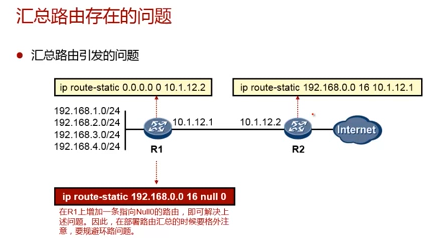 汇总路由存在的问题
汇总路由引发的问题
ip route-static 0.0.0.0 0 10.1.12.2
ip route-static 192.168.0.0 16 10.1.12.1
192.168.1.0/24
192.168.2.0/24
192.168.3.0/24
192.168.4.0/24
10.1.12.1
10.1.12.2
Internet
R1
R2
ip route-static 192.168.0.0 16 null 0
在R1上增加一条指向Null0的路由，即可解决上
述问题。因此，在部署路由汇总的时候要格外注
意，要规避环路问题。